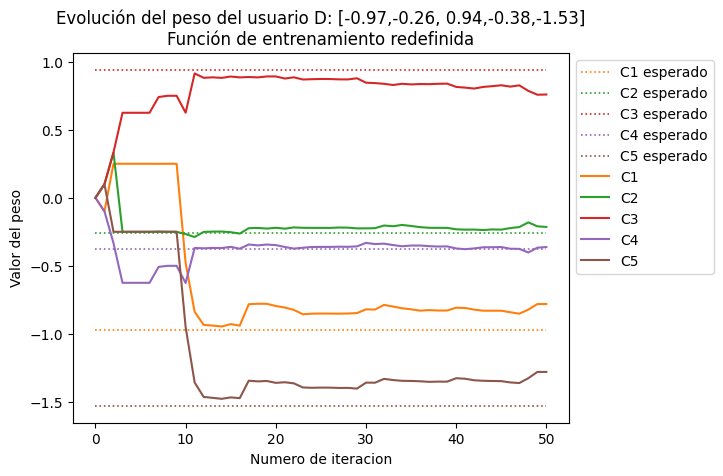 Evolución del peso del usuario D: [-0.97,-0.26, 0.94,-0.38,-1.53]
Función de entrenamiento redefinida
Valor del peso
1.0
0.5
0.0
−0.5
−1.0
−1.5
0
10
20
30
40
50
Numero de iteracion
C1 esperado
C2 esperado
C3 esperado
C4 esperado
C5 esperado
C1
C2
C3
C4
C5